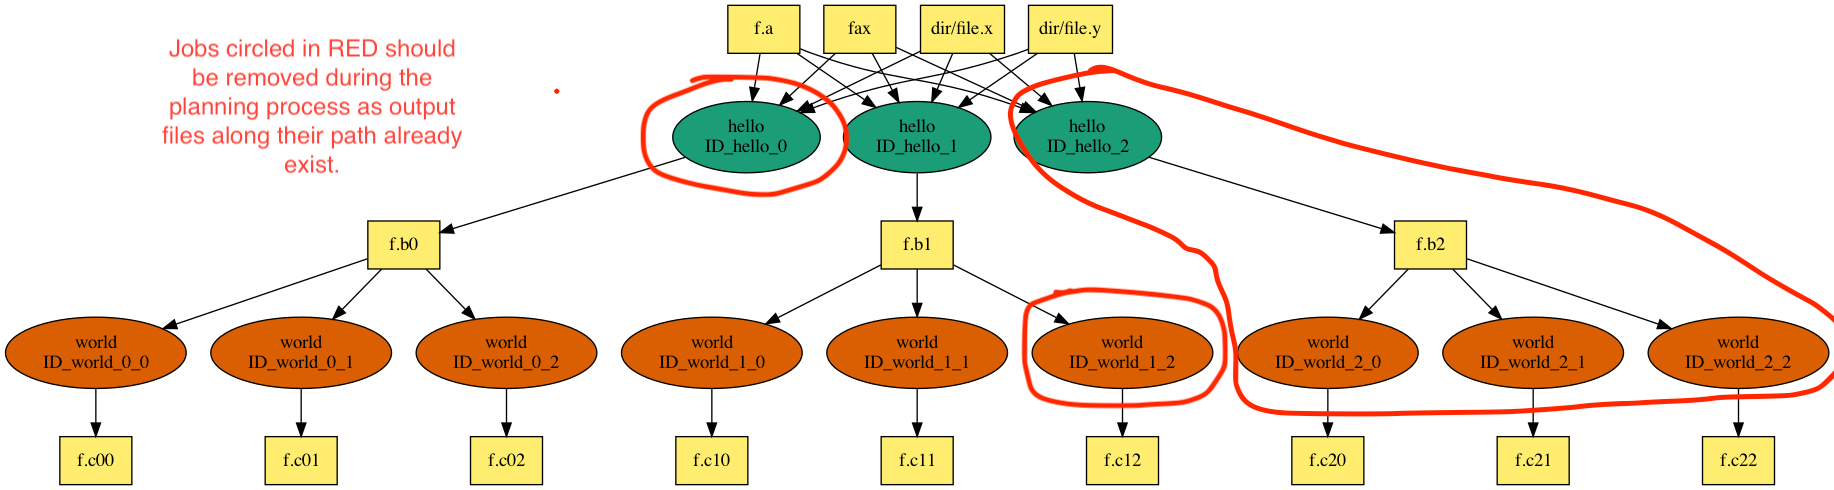 f.a
fax
dir/file.x
dir/file.y
Jobs circled in RED should
be removed during the
planning process as output
files along their path already
exist.
hello
ID_hello_0
hello
ID_hello_1
hello
ID_hello_2
f.b0
f.b1
f.b2
world
ID_world_0_0
world
ID_world_0_1
world
ID_world_0_2
world
ID_world_1_0
world
ID_world_1_1
world
ID_world_1_2
world
ID_world_2_0
world
ID_world_2_1
world
ID_world_2_2
f.c00
f.c01
f.c02
f.c10
f.c11
f.c12
f.c20
f.c21
f.c22